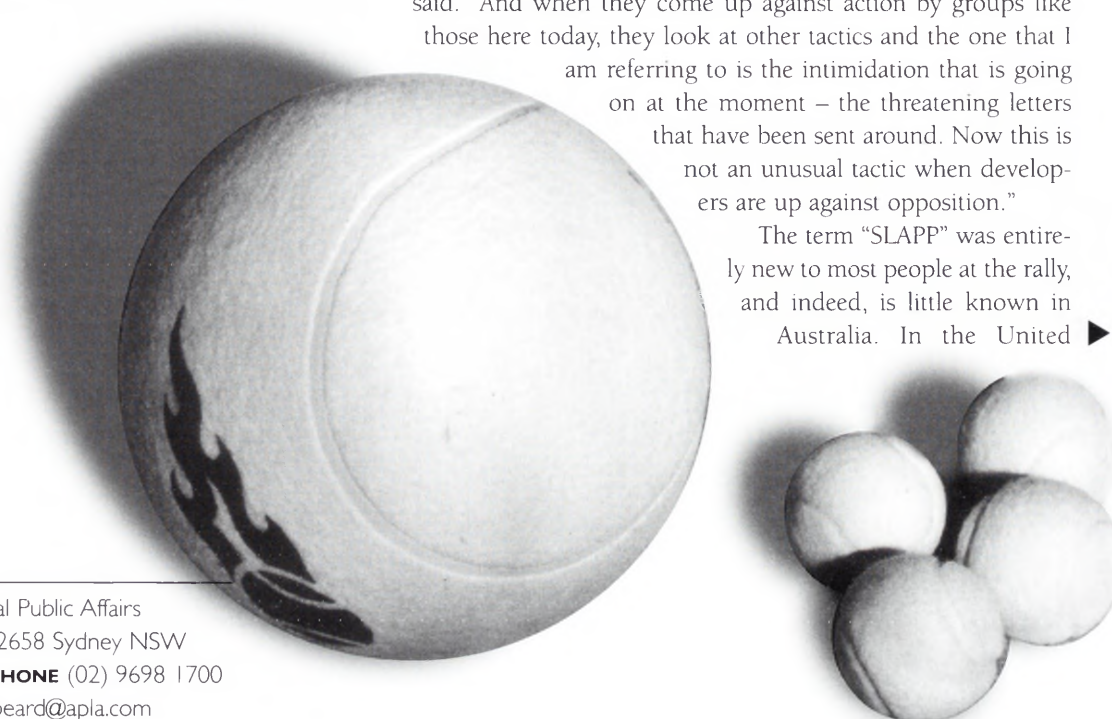 said. "And when they come up against action by groups like
those here today, they look at other tactics and the one that I
am referring to is the intimidation that is going
on at the moment – the threatening letters
that have been sent around. Now this is
not an unusual tactic when develop-
ers are up against opposition."
The term "SLAPP" was entire-
ly new to most people at the rally,
and indeed, is little known in
Australia. In the United ▶
al Public Affairs
2658 Sydney NSW
HONE (02) 9698 1700
eard@apla.com